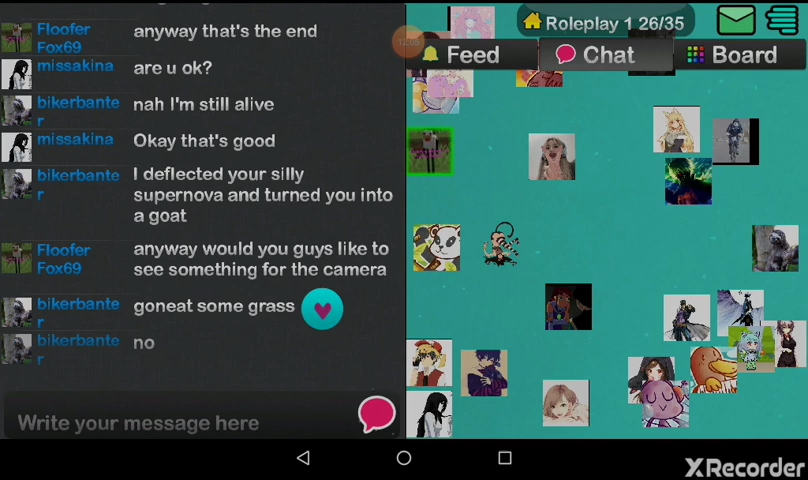 Floofer
Fox69
anyway that's the end
missakina
are u ok?
bikerbante
r
nah I'm still alive
missakina
Okay that's good
bikerbante
r
I deflected your silly
supernova and turned you into
a goat
Floofer
Fox69
anyway would you guys like to
see something for the camera
bikerbante
r
goneat some grass
bikerbante
r
no
Write your message here
Roleplay 1 26/35
Feed
Chat
Board
XRecorder